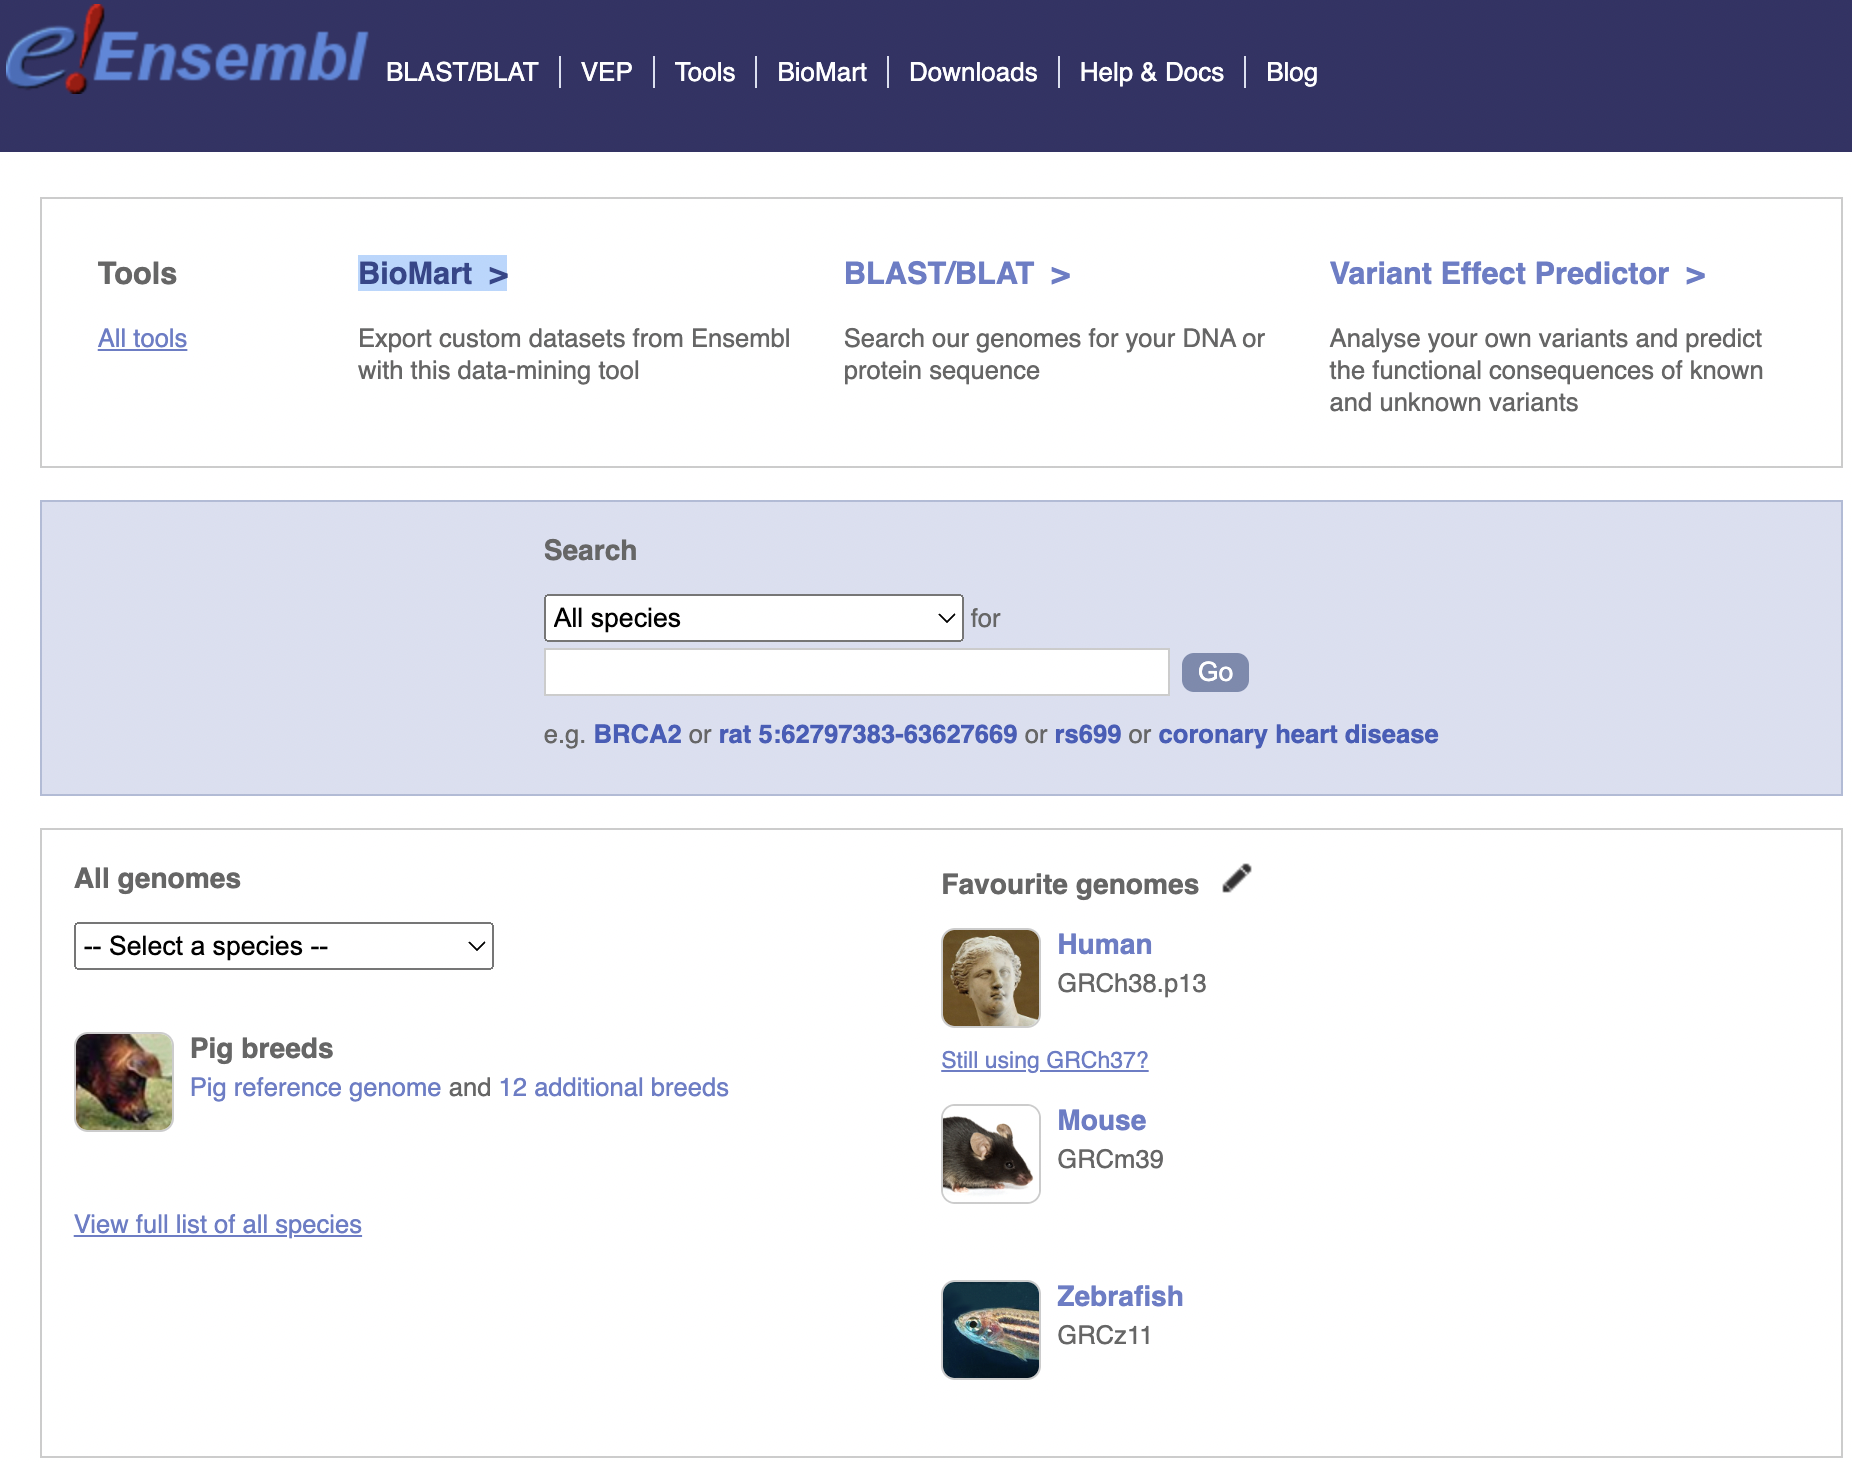 e!Ensembl
BLAST/BLAT | VEP | Tools | BioMart | Downloads | Help & Docs | Blog
Tools
All tools
BioMart >
Export custom datasets from Ensembl
with this data-mining tool
BLAST/BLAT >
Search our genomes for your DNA or
protein sequence
Variant Effect Predictor >
Analyse your own variants and predict
the functional consequences of known
and unknown variants
Search
All species for
Go
e.g. BRCA2 or rat 5:62797383-63627669 or rs699 or coronary heart disease
All genomes
-- Select a species --
Pig breeds
Pig reference genome and 12 additional breeds
View full list of all species
Favourite genomes
Human
GRCh38.p13
Still using GRCh37?
Mouse
GRCm39
Zebrafish
GRCz11